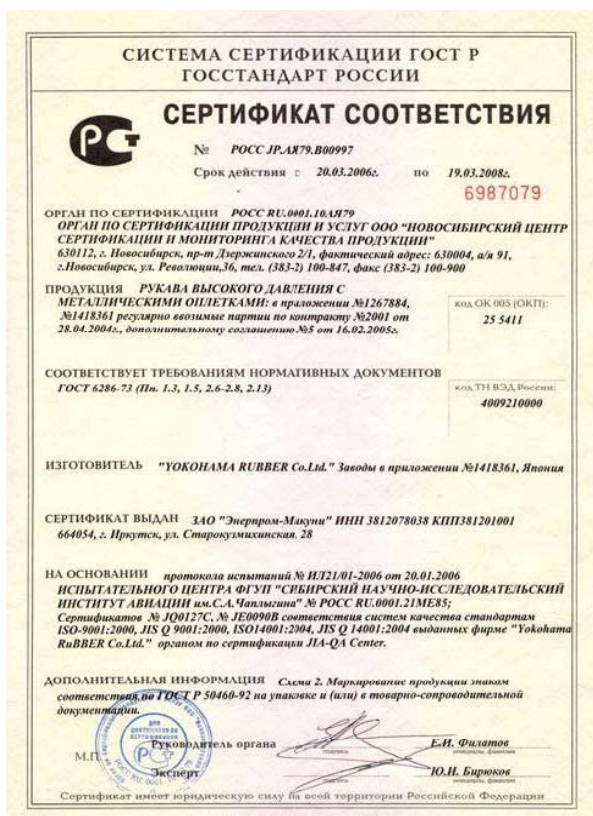 СИСТЕМА СЕРТИФИКАЦИИ ГОСТ Р
ГОССТАНДАРТ РОССИИ
СЕРТИФИКАТ СООТВЕТСТВИЯ
№ РОСС JP.АЯ79.В00997
Срок действия с 20.03.2006г. по 19.03.2008г.
6987079
ОРГАН ПО СЕРТИФИКАЦИИ РОСС RU.0001.10АЯ79
ОРГАН ПО СЕРТИФИКАЦИИ ПРОДУКЦИИ И УСЛУГ ООО "НОВОСИБИРСКИЙ ЦЕНТР
СЕРТИФИКАЦИИ И МОНИТОРИНГА КАЧЕСТВА ПРОДУКЦИИ"
630112, г. Новосибирск, пр-т Дзержинского 2/1, фактический адрес: 630004, а/я 91,
г.Новосибирск, ул. Революции,36, тел. (383-2) 100-847, факс (383-2) 100-900
ПРОДУКЦИЯ РУКАВА ВЫСОКОГО ДАВЛЕНИЯ С
МЕТАЛЛИЧЕСКИМИ ОПЛЕТКАМИ: в приложении №1267884,
№1418361 регулярно ввозимые партии по контракту №2001 от
28.04.2004г., дополнительному соглашению №5 от 16.02.2005г.
код ОК 005 (ОКП):
25 5411
СООТВЕТСТВУЕТ ТРЕБОВАНИЯМ НОРМАТИВНЫХ ДОКУМЕНТОВ
ГОСТ 6286-73 (Пп. 1.3, 1.5, 2.6-2.8, 2.13)
код ТН ВЭД России:
4009210000
ИЗГОТОВИТЕЛЬ "YOKOHAMA RUBBER Co.Ltd." Заводы в приложении №1418361, Япония
СЕРТИФИКАТ ВЫДАН ЗАО "Энерпром-Макуни" ИНН 3812078038 КПП381201001
664054, г. Иркутск, ул. Старокузмихинская, 28
НА ОСНОВАНИИ протокола испытаний № ИЛ21/01-2006 от 20.01.2006
ИСПЫТАТЕЛЬНОГО ЦЕНТРА ФГУП "СИБИРСКИЙ НАУЧНО-ИССЛЕДОВАТЕЛЬСКИЙ
ИНСТИТУТ АВИАЦИИ им.С.А.Чаплыгина" № РОСС RU.0001.21МЕ85;
Сертификатов № JQ0127C, № JE0090B соответствия систем качества стандартам
ISO-9001:2000, JIS Q 9001:2000, ISO14001:2004, JIS Q 14001:2004 выданных фирме "Yokohama
RuBBER Co.Ltd." органом по сертификацки JIA-QA Center.
ДОПОЛНИТЕЛЬНАЯ ИНФОРМАЦИЯ Схема 2. Маркирование продукции знаком
соответствия по ГОСТ Р 50460-92 на упаковке и (или) в товарно-сопроводительной
документации.
Руководитель органа
подпись
Е.И. Филатов
инициалы, фамилия
М.П.
Эксперт
подпись
Ю.И. Бирюков
инициалы, фамилия
Сертификат имеет юридическую силу на всей территории Российской Федерации